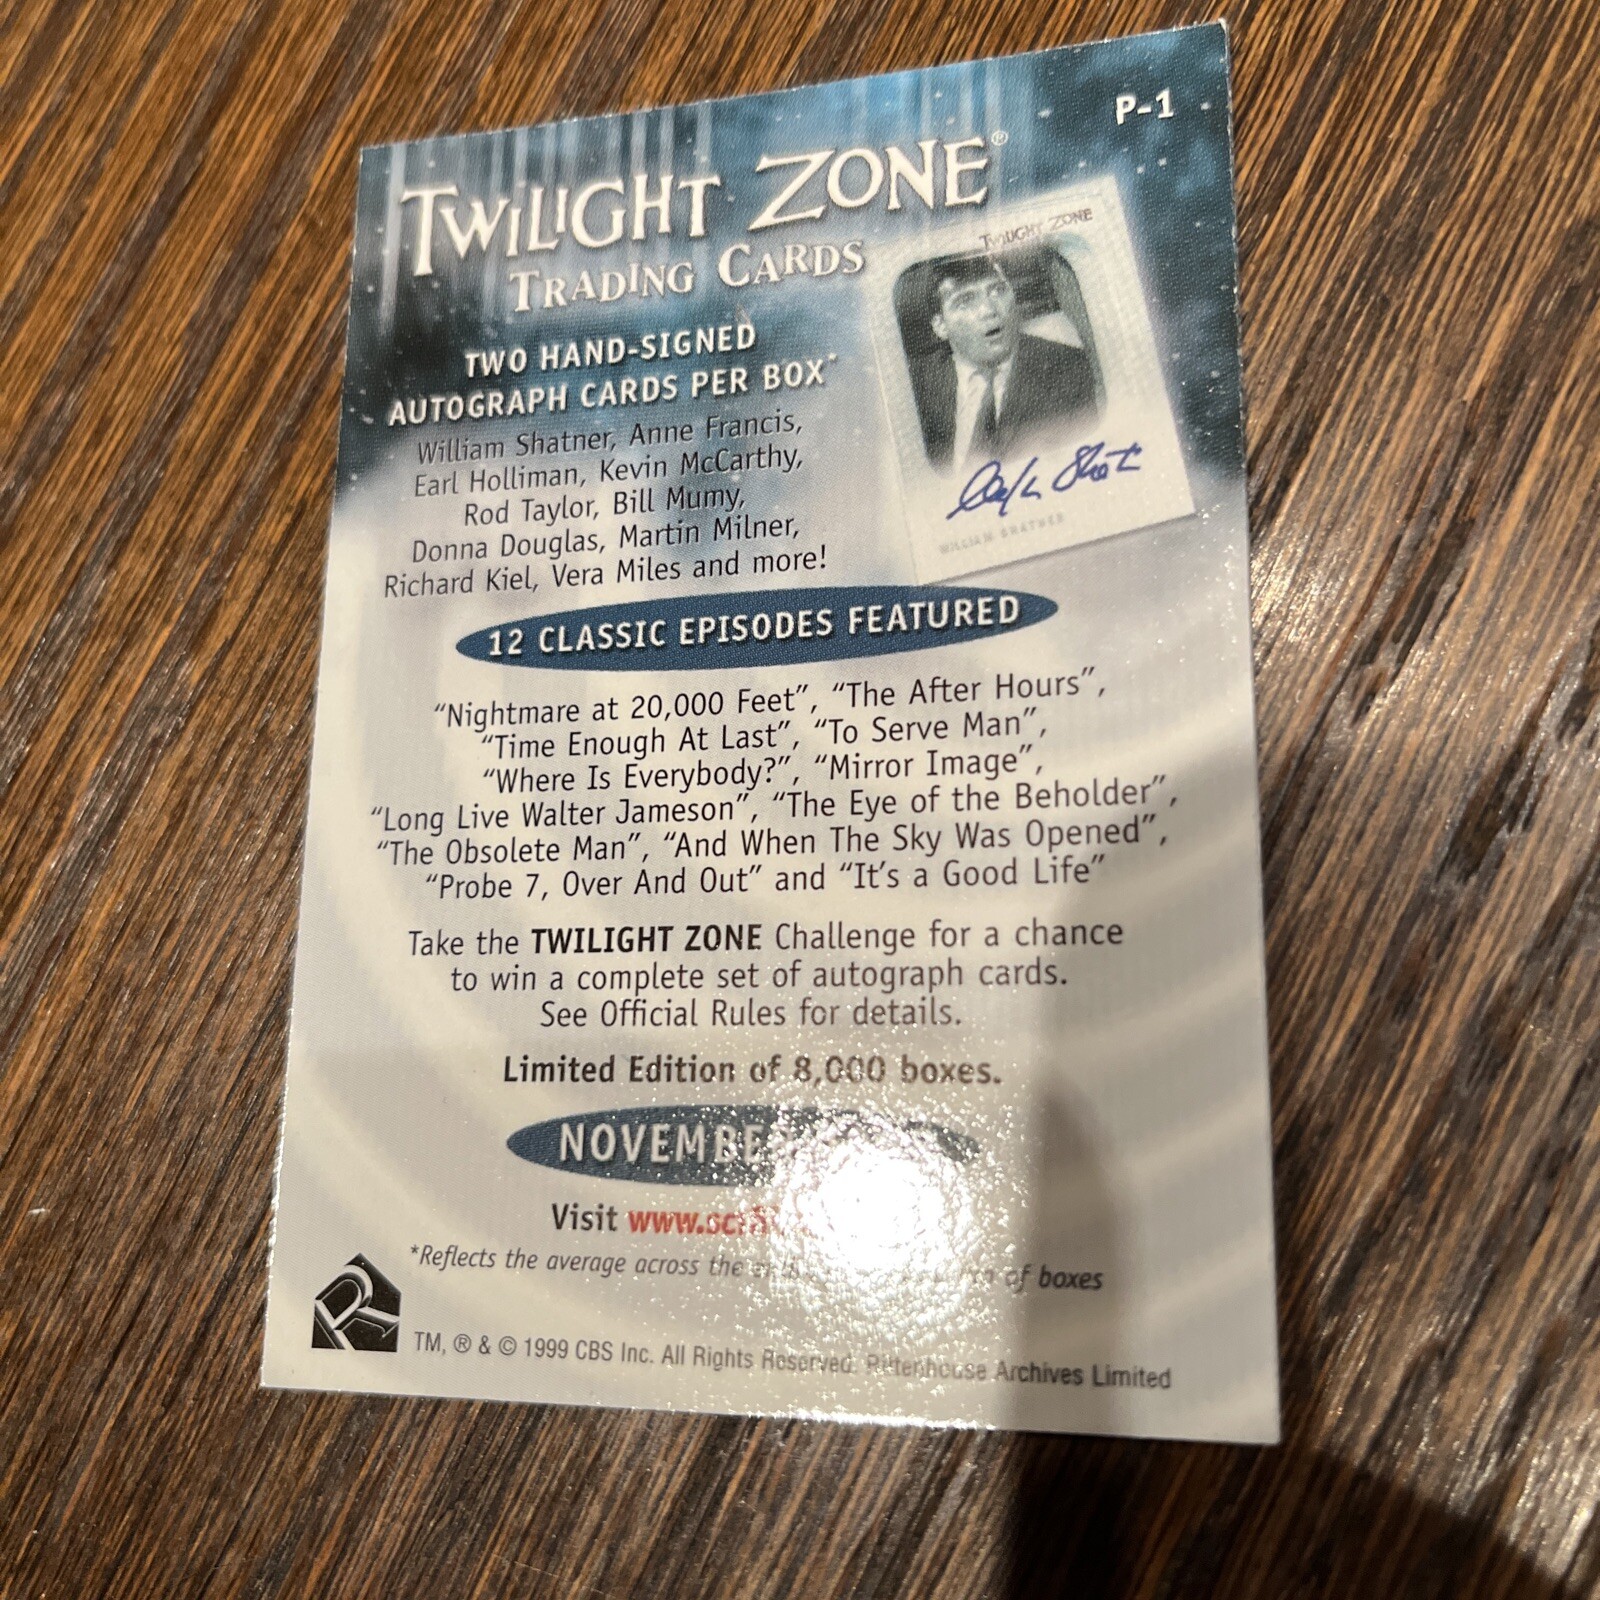 P-1
TWILIGHT ZONE®
TRADING CARDS
TWILIGHT ZONE
TWO HAND-SIGNED
AUTOGRAPH CARDS PER BOX*
William Shatner, Anne Francis,
Earl Holliman, Kevin McCarthy,
Rod Taylor, Bill Mumy,
Donna Douglas, Martin Milner,
Richard Kiel, Vera Miles and more!
WILLIAM SHATNER
12 CLASSIC EPISODES FEATURED
“Nightmare at 20,000 Feet”, “The After Hours”,
“Time Enough At Last”, “To Serve Man”,
“Where Is Everybody?”, “Mirror Image”,
“Long Live Walter Jameson”, “The Eye of the Beholder”,
“The Obsolete Man”, “And When The Sky Was Opened”,
“Probe 7, Over And Out” and “It's a Good Life”
Take the TWILIGHT ZONE Challenge for a chance
to win a complete set of autograph cards.
See Official Rules for details.
Limited Edition of 8,000 boxes.
NOVEMBER
Visit
*Reflects the average across the of boxes
TM, ® & © 1999 CBS Inc. All Rights Reserved. Rittenhouse Archives Limited